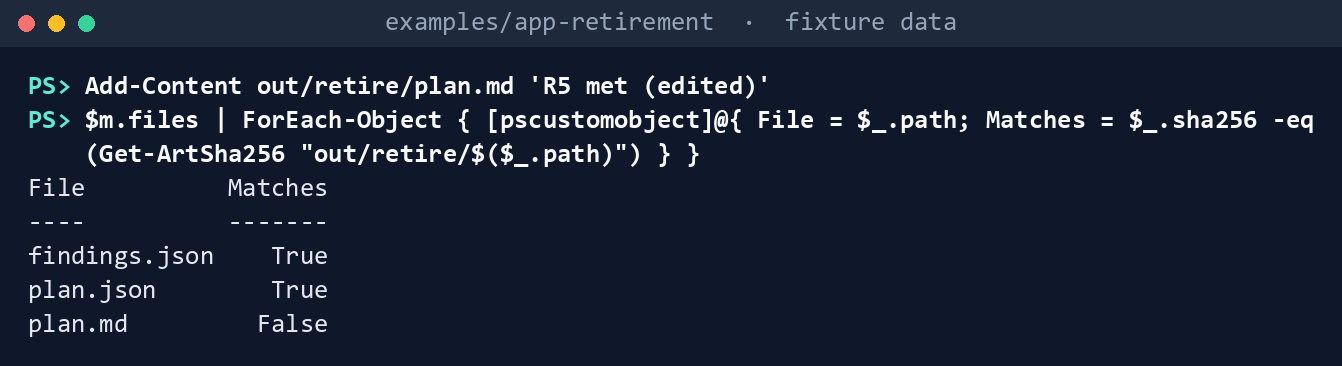 examples/app-retirement · fixture data
PS> Add-Content out/retire/plan.md 'R5 met (edited)'
PS> $m.files | ForEach-Object { [pscustomobject]@{ File = $_.path; Matches = $_.sha256 -eq
(Get-ArtSha256 "out/retire/$($_.path)") } }
File          Matches
----          -------
findings.json    True
plan.json        True
plan.md         False